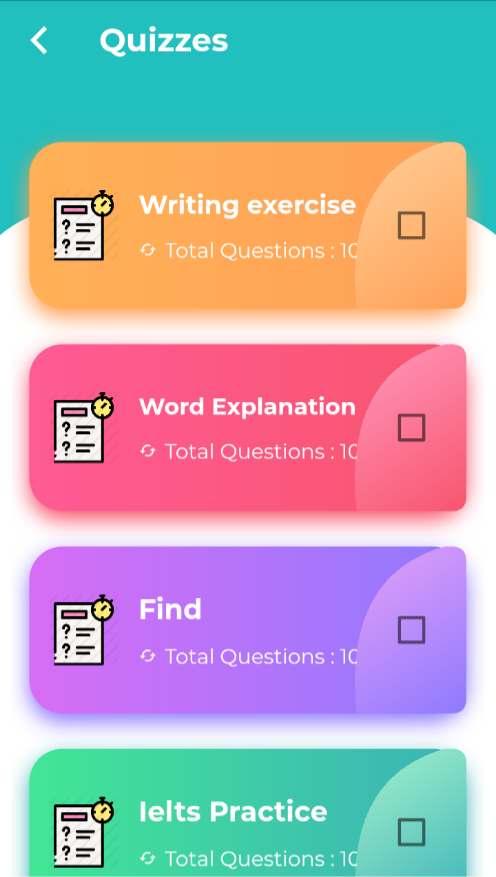 Quizzes
Writing exercise
Total Questions : 10
Word Explanation
Total Questions : 10
Find
Total Questions : 10
Ielts Practice
Total Questions : 10